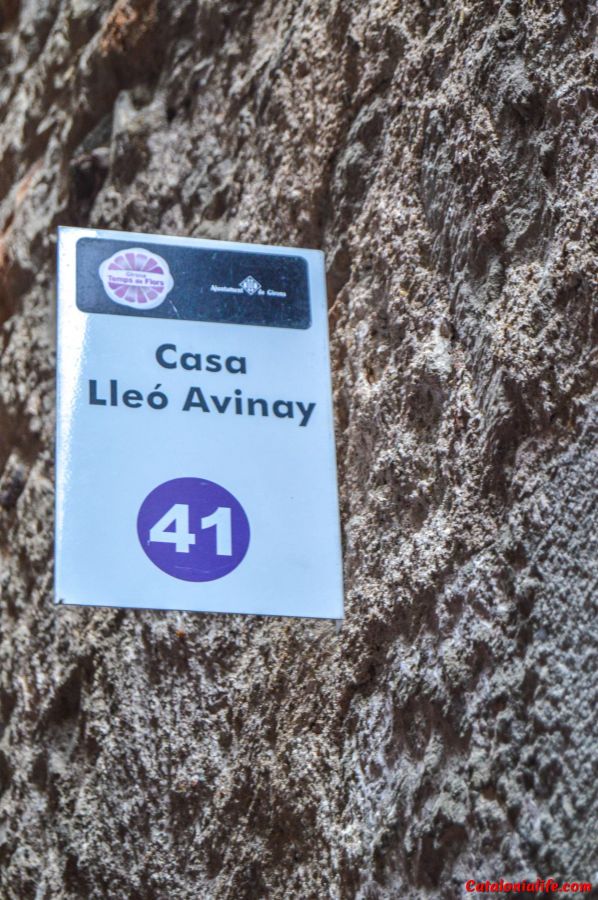 Girona
Temps de Flors
Ajuntament de Girona
Casa
Lleó Avinay
41
Catalonialife.com